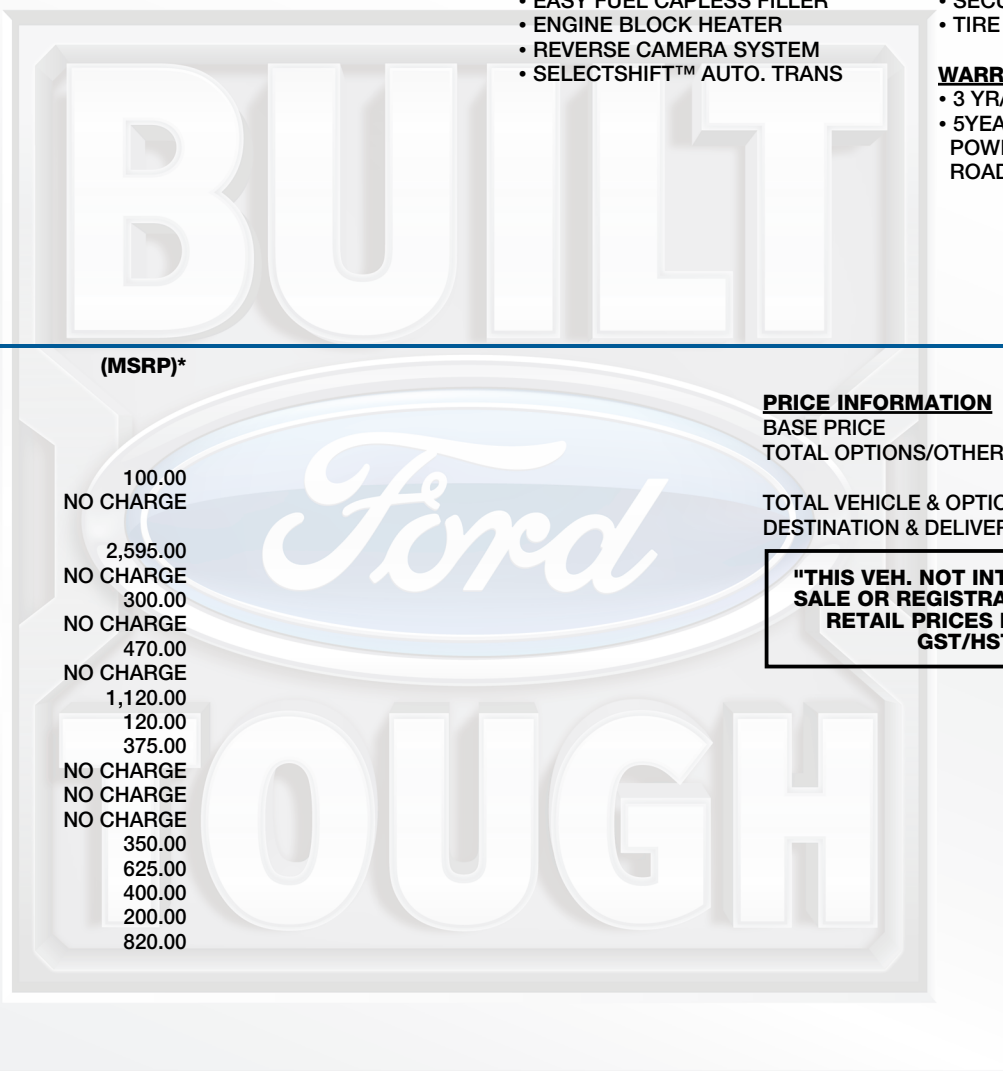 • EASY FUEL CAPLESS FILLER
• ENGINE BLOCK HEATER
• REVERSE CAMERA SYSTEM
• SELECTSHIFT™ AUTO. TRANS
• SECU
• TIRE
WARR
• 3 YR/
• 5YEA
POWE
ROAD
BUILT
Ford
TOUGH
(MSRP)*
100.00
NO CHARGE
2,595.00
NO CHARGE
300.00
NO CHARGE
470.00
NO CHARGE
1,120.00
120.00
375.00
NO CHARGE
NO CHARGE
NO CHARGE
350.00
625.00
400.00
200.00
820.00
PRICE INFORMATION
BASE PRICE
TOTAL OPTIONS/OTHER
TOTAL VEHICLE & OPTIO
DESTINATION & DELIVER
"THIS VEH. NOT INT
SALE OR REGISTRA
RETAIL PRICES
GST/HST